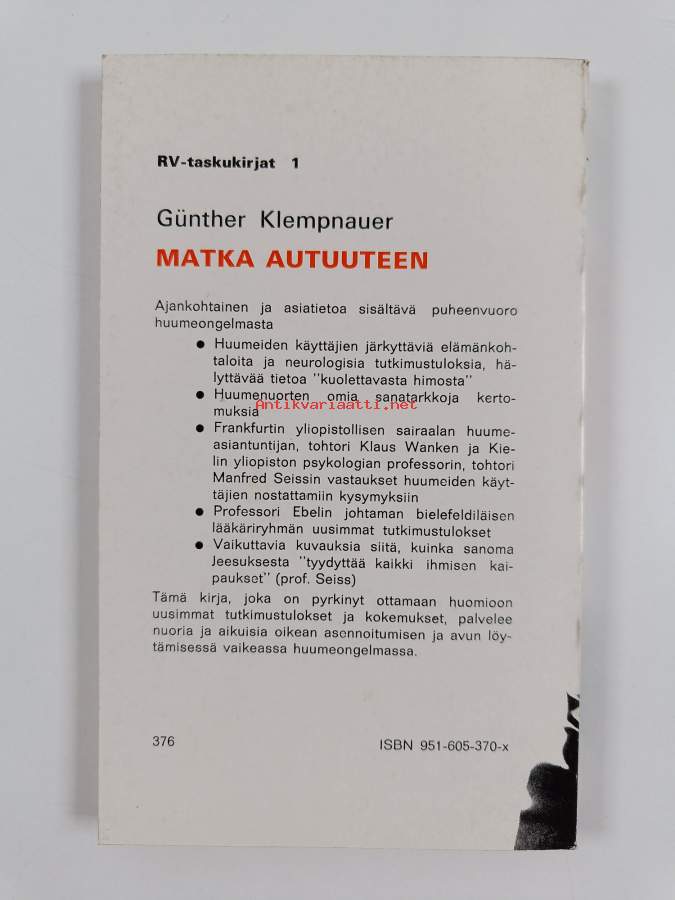 RV-taskukirjat 1
Günther Klempnauer
MATKA AUTUUTEEN
Ajankohtainen ja asiatietoa sisältävä puheenvuoro
huumeongelmasta
● Huumeiden käyttäjien järkyttäviä elämänkoh-
taloita ja neurologisia tutkimustuloksia, hä-
lyttävää tietoa "kuolettavasta himosta"
● Huumenuorten omia sanatarkkoja kerto-
muksia
Antikvariaatti.net
● Frankfurtin yliopistollisen sairaalan huume-
asiantuntijan, tohtori Klaus Wanken ja Kie-
lin yliopiston psykologian professorin, tohtori
Manfred Seissin vastaukset huumeiden käyt-
täjien nostattamiin kysymyksiin
● Professori Ebelin johtaman bielefeldiläisen
lääkäriryhmän uusimmat tutkimustulokset
● Vaikuttavia kuvauksia siitä, kuinka sanoma
Jeesuksesta "tyydyttää kaikki ihmisen kai-
paukset" (prof. Seiss)
Tämä kirja, joka on pyrkinyt ottamaan huomioon
uusimmat tutkimustulokset ja kokemukset, palvelee
nuoria ja aikuisia oikean asennoitumisen ja avun löy-
tämisessä vaikeassa huumeongelmassa.
376
ISBN 951-605-370-x